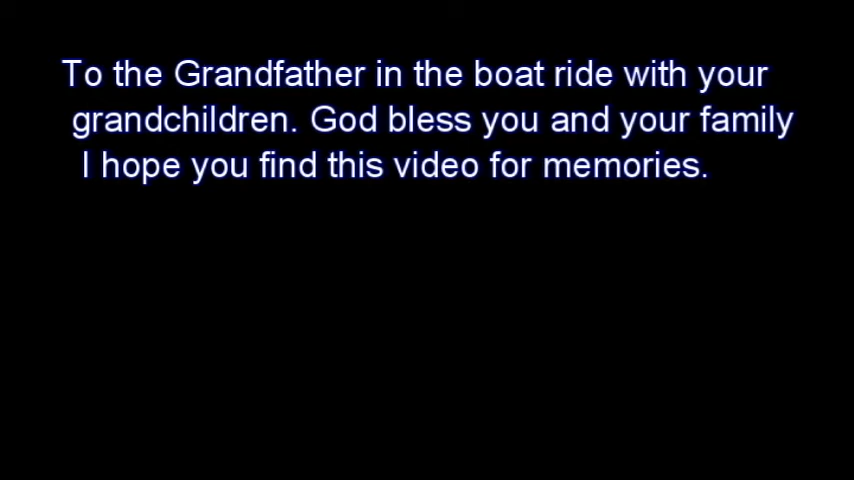 To the Grandfather in the boat ride with your
grandchildren. God bless you and your family
I hope you find this video for memories.